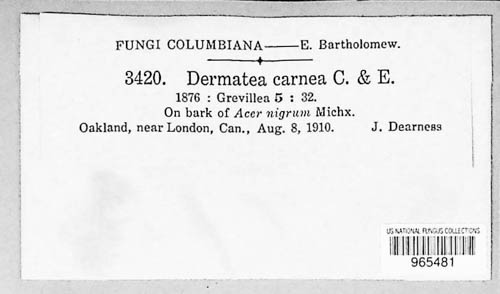 FUNGI COLUMBIANA—E. Bartholomew.
3420. Dermatea carnea C. & E.
1876 : Grevillea 5 : 32.
On bark of Acer nigrum Michx.
Oakland, near London, Can., Aug. 8, 1910. J. Dearness
US NATIONAL FUNGUS COLLECTIONS
965481